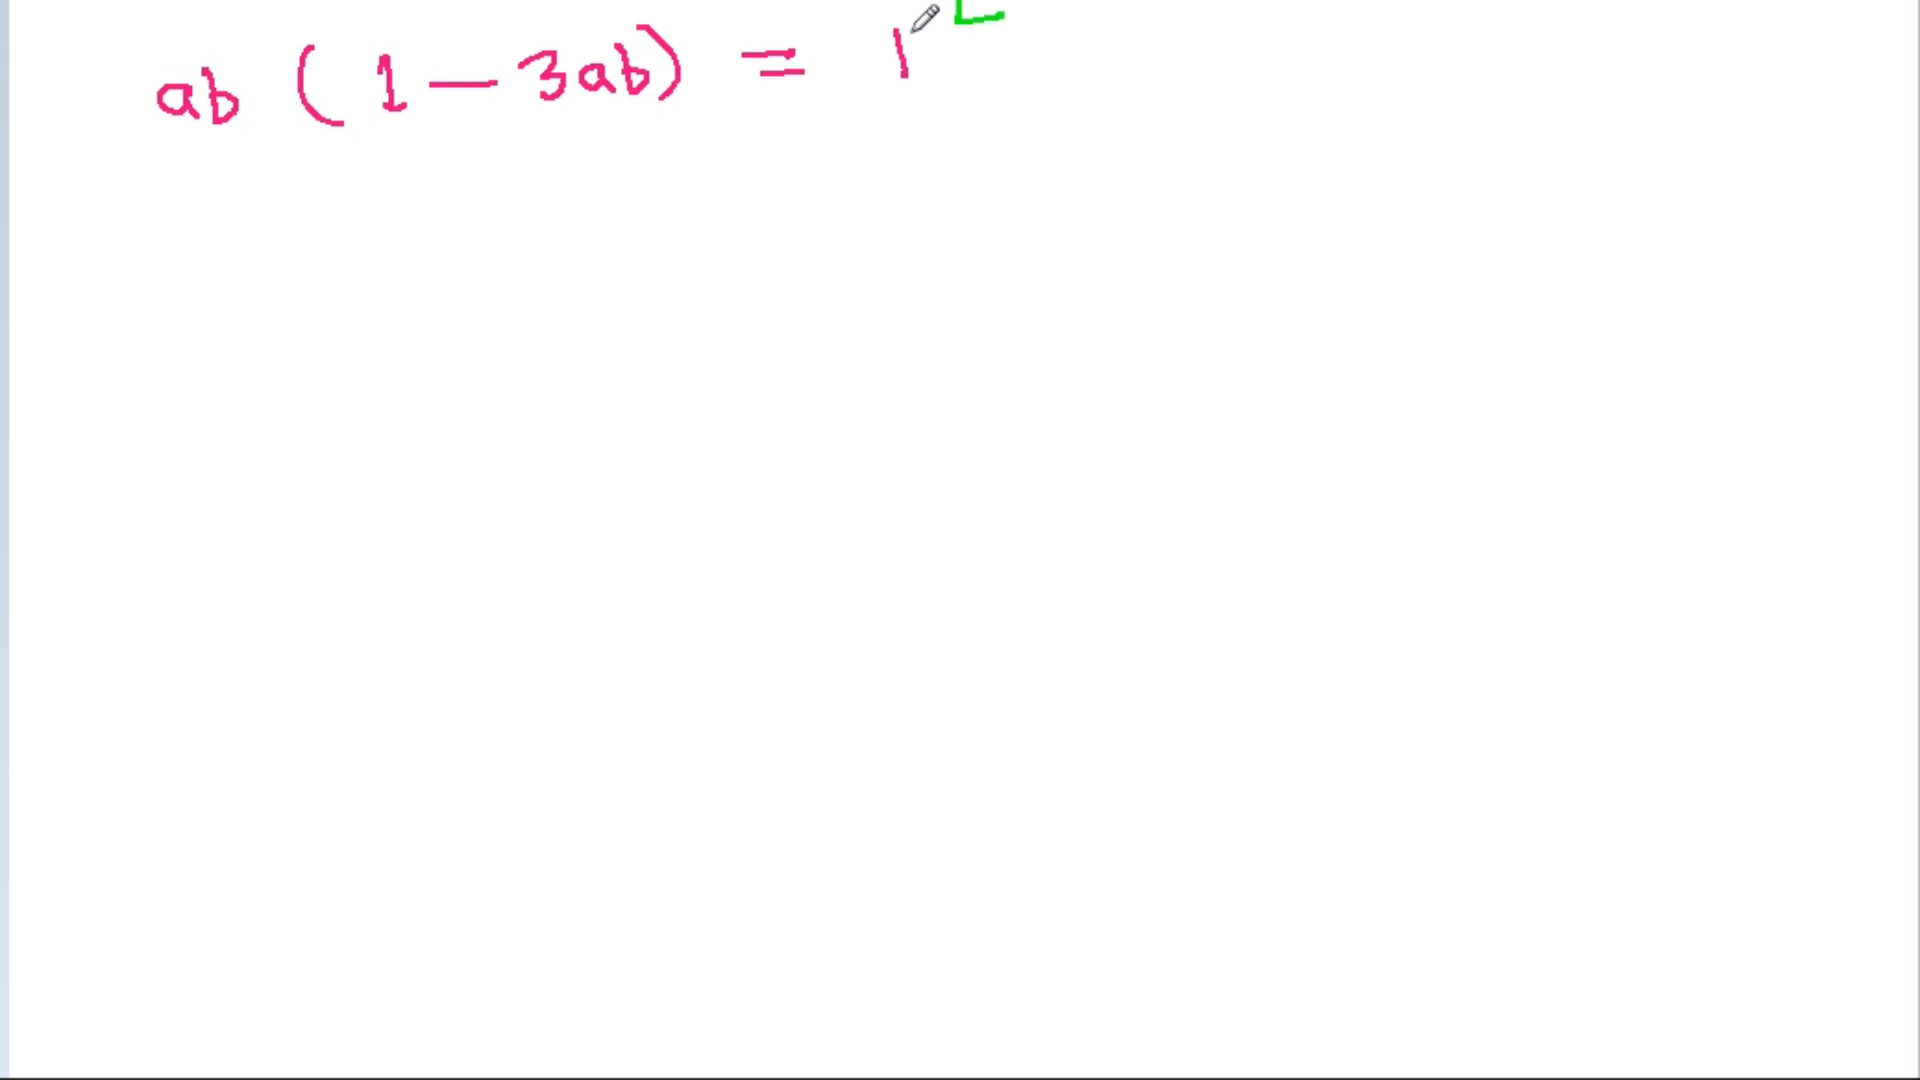 ab (1 - 3ab) = 1